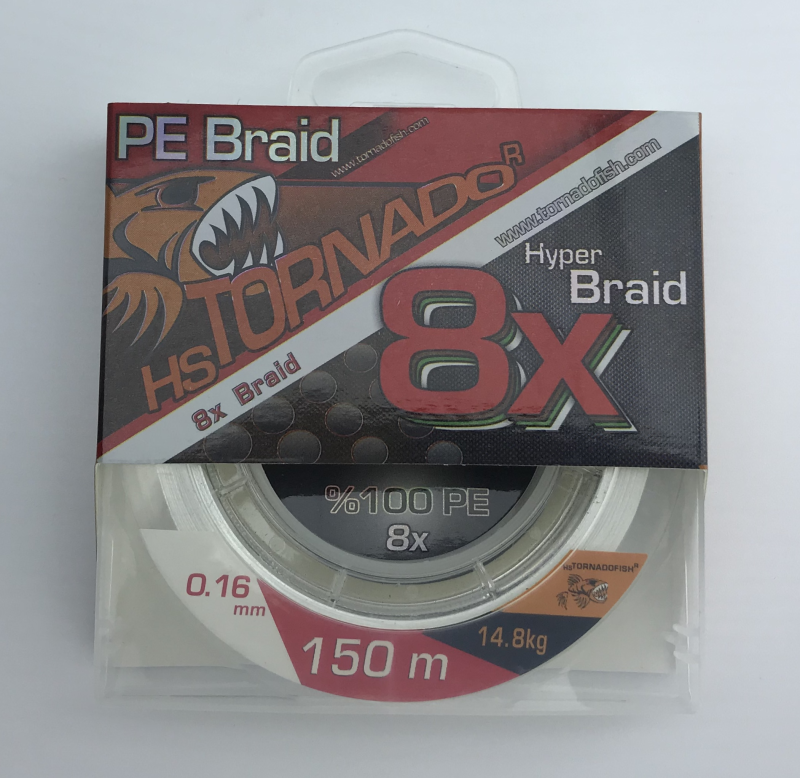 PE Braid
www.tornadofish.com
HSTORNADO R
www.tornadofish.com
Hyper
Braid
8x
8x Braid
%100 PE
8x
0.16
mm
150 m
14.8kg
HSTORNADOFISH R